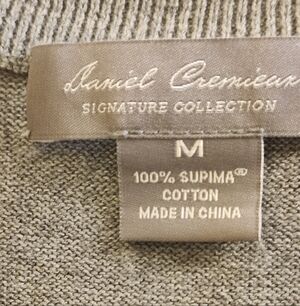 Daniel Cremieux
SIGNATURE COLLECTION
M
100% SUPIMA®
COTTON
MADE IN CHINA